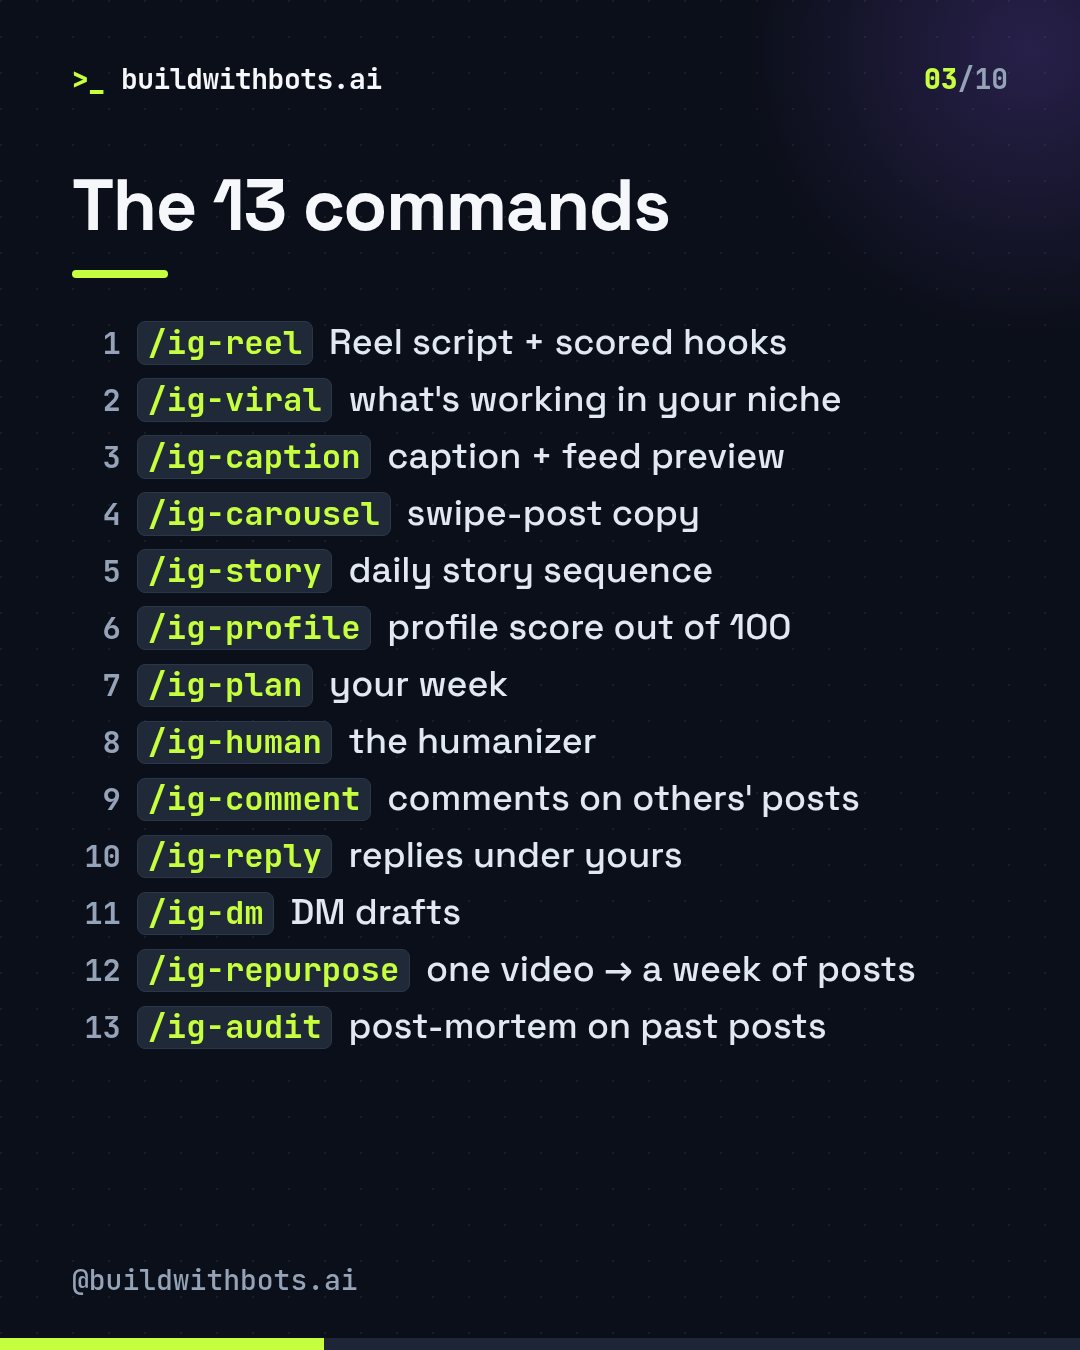 >_ buildwithbots.ai
03/10
The 13 commands
1 /ig-reel Reel script + scored hooks
2 /ig-viral what's working in your niche
3 /ig-caption caption + feed preview
4 /ig-carousel swipe-post copy
5 /ig-story daily story sequence
6 /ig-profile profile score out of 100
7 /ig-plan your week
8 /ig-human the humanizer
9 /ig-comment comments on others' posts
10 /ig-reply replies under yours
11 /ig-dm DM drafts
12 /ig-repurpose one video → a week of posts
13 /ig-audit post-mortem on past posts
@buildwithbots.ai